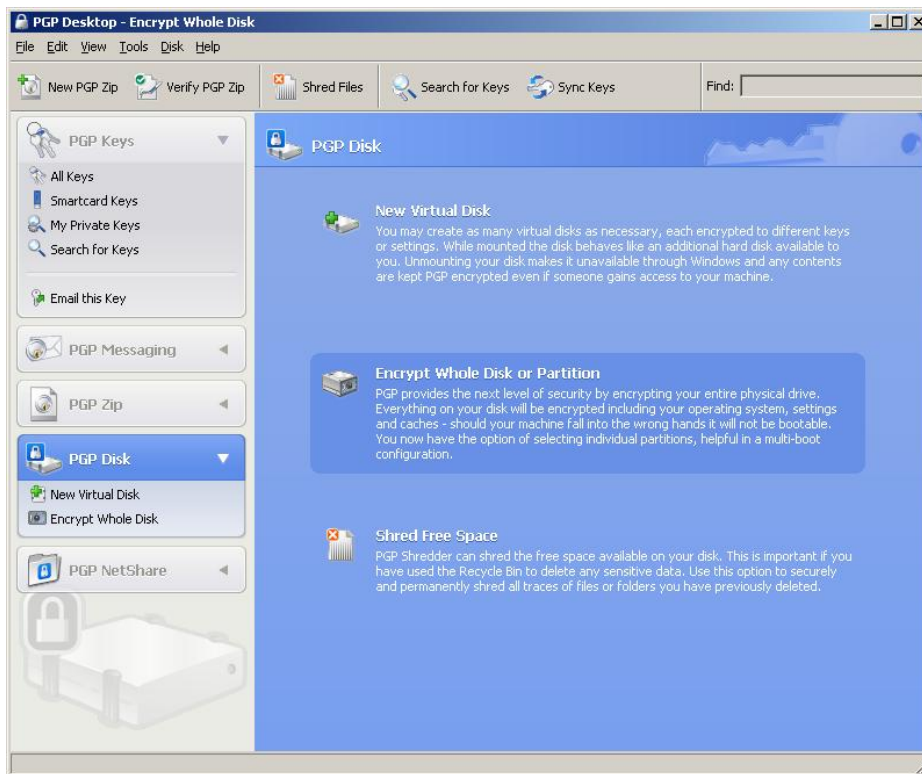 PGP Desktop - Encrypt Whole Disk
File Edit View Tools Disk Help
New PGP Zip Verify PGP Zip Shred Files Search for Keys Sync Keys Find:
PGP Keys
All Keys
Smartcard Keys
My Private Keys
Search for Keys
Email this Key
PGP Messaging
PGP Zip
PGP Disk
New Virtual Disk
Encrypt Whole Disk
PGP NetShare
PGP Disk
New Virtual Disk
You may create as many virtual disks as necessary, each encrypted to different keys
or settings. While mounted the disk behaves like an additional hard disk available to
you. Unmounting your disk makes it unavailable through Windows and any contents
are kept PGP encrypted even if someone gains access to your machine.
Encrypt Whole Disk or Partition
PGP provides the next level of security by encrypting your entire physical drive.
Everything on your disk will be encrypted including your operating system, settings
and caches - should your machine fall into the wrong hands it will not be bootable.
You now have the option of selecting individual partitions, helpful in a multi-boot
configuration.
Shred Free Space
PGP Shredder can shred the free space available on your disk. This is important if you
have used the Recycle Bin to delete any sensitive data. Use this option to securely
and permanently shred all traces of files or folders you have previously deleted.